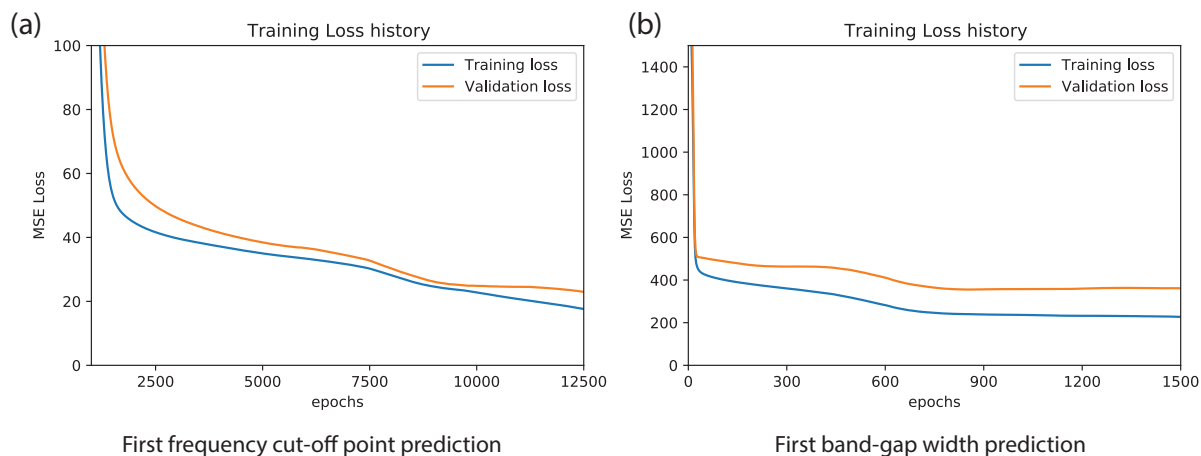 (a)
Training Loss history
100
80
60
40
20
0
MSE Loss
Training loss
Validation loss
2500
5000
7500
10000
12500
epochs
First frequency cut-off point prediction
(b)
Training Loss history
1400
1200
1000
800
600
400
200
0
MSE Loss
Training loss
Validation loss
0
300
600
900
1200
1500
epochs
First band-gap width prediction